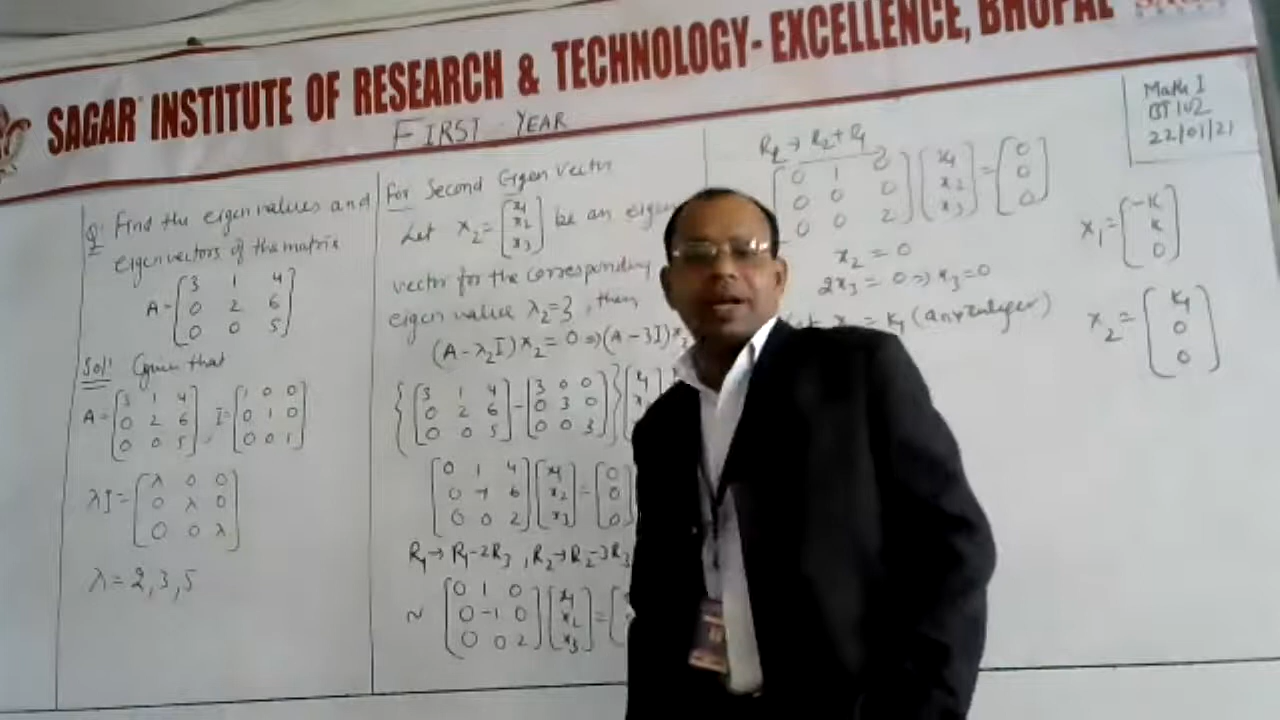 SAGAR INSTITUTE OF RESEARCH & TECHNOLOGY- EXCELLENCE, BHOPAL
FIRST YEAR
Math I
BT 102
22/01/21
Q: Find the eigen values and
eigen vectors of the matrix
A = [3 1 4
0 2 6
0 0 5]
Sol: Given that
A = [3 1 4
0 2 6
0 0 5], I = [1 0 0
0 1 0
0 0 1]
λI = [λ 0 0
0 λ 0
0 0 λ]
λ = 2, 3, 5
For Second Eigen Vector
Let x₂ = [x₁
x₂
x₃] be an eigen
vector for the corresponding
eigen value λ₂=3, then
(A-λ₂I)x₂ = 0 ⇒ (A-3I)x₂
{[3 1 4
0 2 6
0 0 5] - [3 0 0
0 3 0
0 0 3]}
[0 1 4
0 -1 6
0 0 2] [x₁
x₂
x₃] = [0
0
0
R₁→R₁-2R₃, R₂→R₂-3R₃
~ [0 1 0
0 -1 0
0 0 2] [x₁
x₂
x₃] = [
R₂→R₂+R₁
[0 1 0
0 0 0
0 0 2] [x₁
x₂
x₃] = [0
0
0]
x₂ = 0
2x₃ = 0 ⇒ x₃=0
= k₁ (any integer)
x₁ = [-k
k
0]
x₂ = [k₁
0
0]